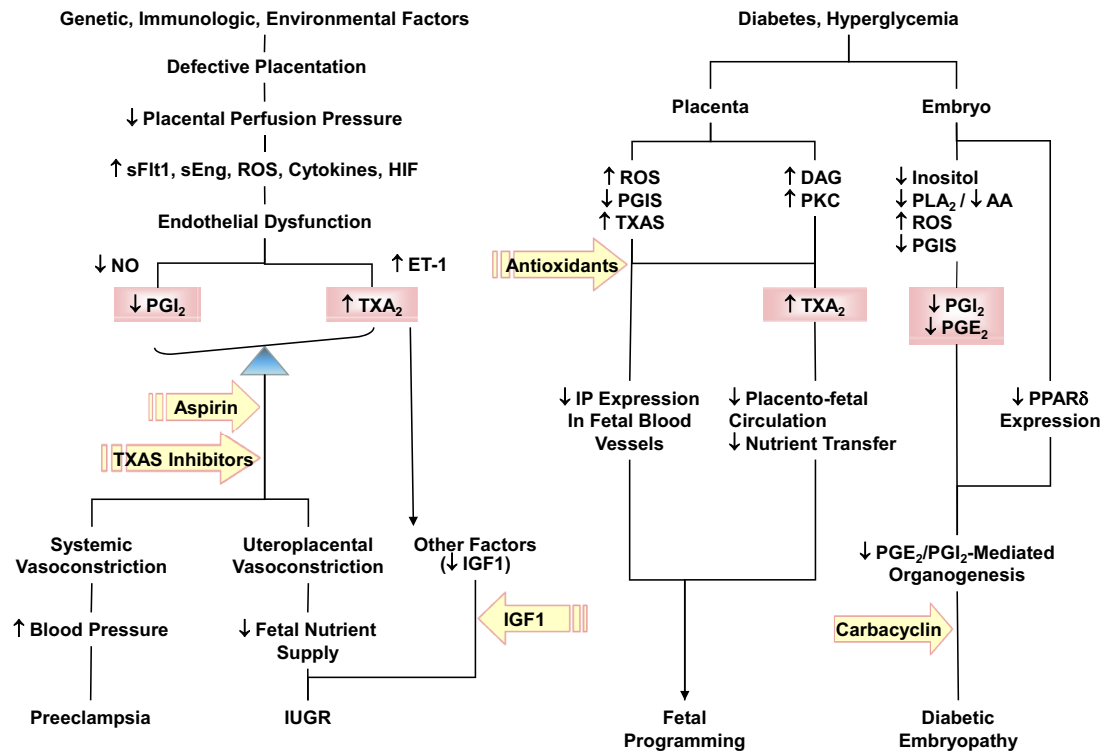 Genetic, Immunologic, Environmental Factors
Defective Placentation
↓ Placental Perfusion Pressure
↑ sFlt1, sEng, ROS, Cytokines, HIF
Endothelial Dysfunction
↓ NO
↑ ET-1
↓ PGI₂
↑ TXA₂
Aspirin
TXAS Inhibitors
Systemic
Vasoconstriction
Uteroplacental
Vasoconstriction
Other Factors
(↓ IGF1)
↑ Blood Pressure
↓ Fetal Nutrient
Supply
IGF1
Preeclampsia
IUGR
Diabetes, Hyperglycemia
Placenta
Embryo
↑ ROS
↓ PGIS
↑ TXAS
↑ DAG
↑ PKC
↓ Inositol
↓ PLA₂ / ↓ AA
↑ ROS
↓ PGIS
Antioxidants
↑ TXA₂
↓ PGI₂
↓ PGE₂
↓ IP Expression
In Fetal Blood
Vessels
↓ Placento-fetal
Circulation
↓ Nutrient Transfer
↓ PPARδ
Expression
↓ PGE₂/PGI₂-Mediated
Organogenesis
Carbacyclin
Fetal
Programming
Diabetic
Embryopathy